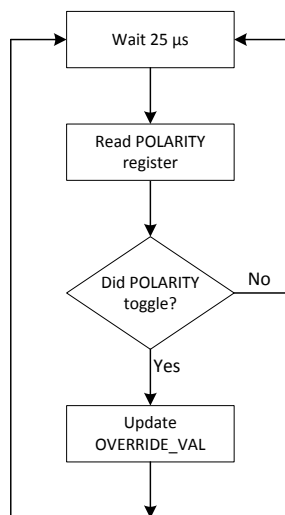 Wait 25 µs
Read POLARITY
register
Did POLARITY
toggle?
No
Yes
Update
OVERRIDE_VAL